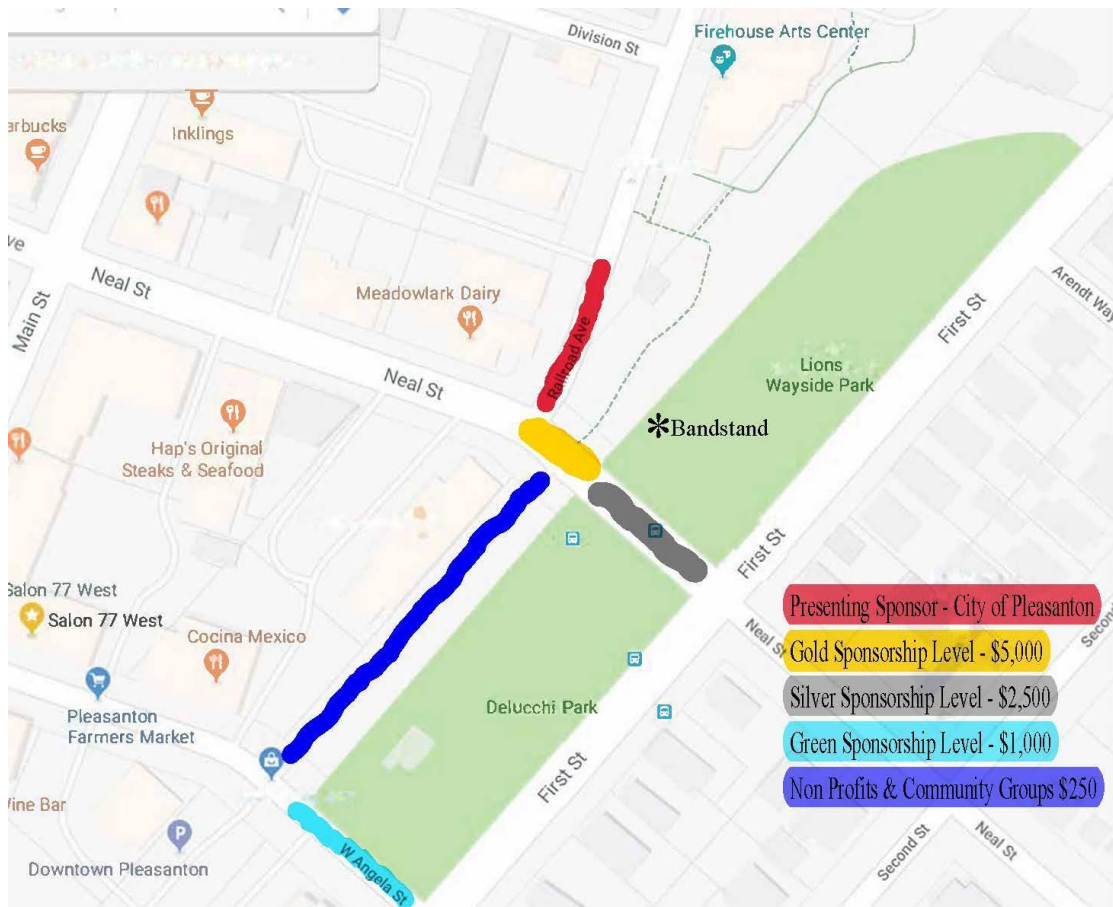 Division St
Firehouse Arts Center
arbucks
Inklings
ve
Neal St
Main St
Meadowlark Dairy
Railroad Ave
Neal St
Arendt Way
First St
Lions
Wayside Park
*Bandstand
Hap's Original
Steaks & Seafood
First St
Salon 77 West
Salon 77 West
Cocina Mexico
Presenting Sponsor - City of Pleasanton
Neal St
Second
Gold Sponsorship Level - $5,000
Silver Sponsorship Level - $2,500
Green Sponsorship Level - $1,000
Non Profits & Community Groups $250
Delucchi Park
Pleasanton
Farmers Market
First St
Vine Bar
W Angela St
Downtown Pleasanton
Second St
Neal St